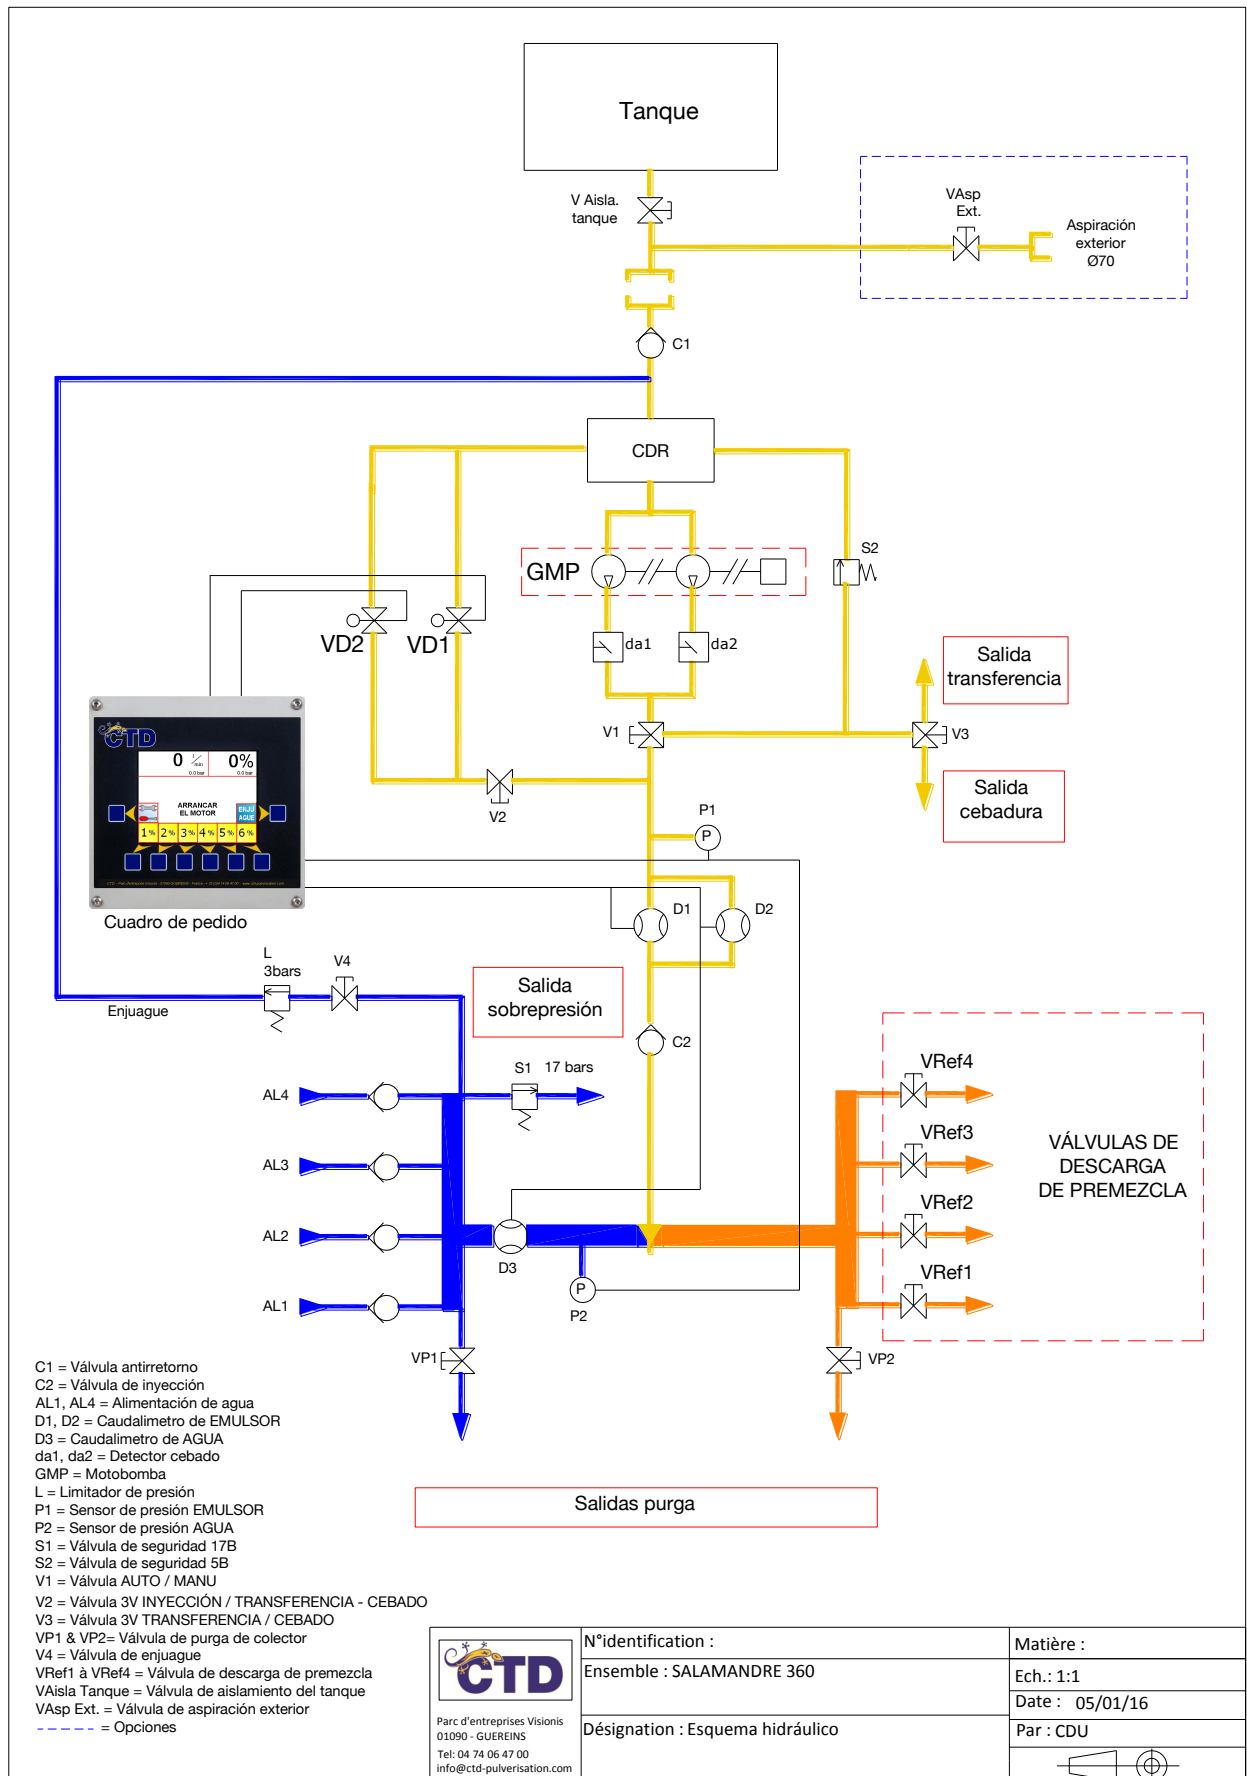 Tanque
V Aisla.
tanque
VAsp
Ext.
Aspiración
exterior
Ø70
C1
CDR
S2
GMP
da1
da2
VD2
VD1
Salida
transferencia
V1
V3
CTD
0 l/min
0.0 bar
0%
0.0 bar
ARRANCAR
EL MOTOR
ENJU
AGUE
1% 2% 3% 4% 5% 6%
Salida
cebadura
V2
P1
P
Cuadro de pedido
D1
D2
L
3bars
V4
Salida
sobrepresión
Enjuague
C2
S1 17 bars
AL4
AL3
AL2
AL1
VRef4
VRef3
VRef2
VRef1
VÁLVULAS DE
DESCARGA
DE PREMEZCLA
D3
P
P2
VP1
VP2
Salidas purga
C1 = Válvula antirretorno
C2 = Válvula de inyección
AL1, AL4 = Alimentación de agua
D1, D2 = Caudalimetro de EMULSOR
D3 = Caudalimetro de AGUA
da1, da2 = Detector cebado
GMP = Motobomba
L = Limitador de presión
P1 = Sensor de presión EMULSOR
P2 = Sensor de presión AGUA
S1 = Válvula de seguridad 17B
S2 = Válvula de seguridad 5B
V1 = Válvula AUTO / MANU
V2 = Válvula 3V INYECCIÓN / TRANSFERENCIA - CEBADO
V3 = Válvula 3V TRANSFERENCIA / CEBADO
VP1 & VP2= Válvula de purga de colector
V4 = Válvula de enjuague
VRef1 à VRef4 = Válvula de descarga de premezcla
VAisla Tanque = Válvula de aislamiento del tanque
VAsp Ext. = Válvula de aspiración exterior
= Opciones
CTD
Parc d'entreprises Visionis
01090 - GUEREINS
Tel: 04 74 06 47 00
info@ctd-pulverisation.com
N°identification :
Ensemble : SALAMANDRE 360
Désignation : Esquema hidráulico
Matière :
Ech.: 1:1
Date : 05/01/16
Par : CDU